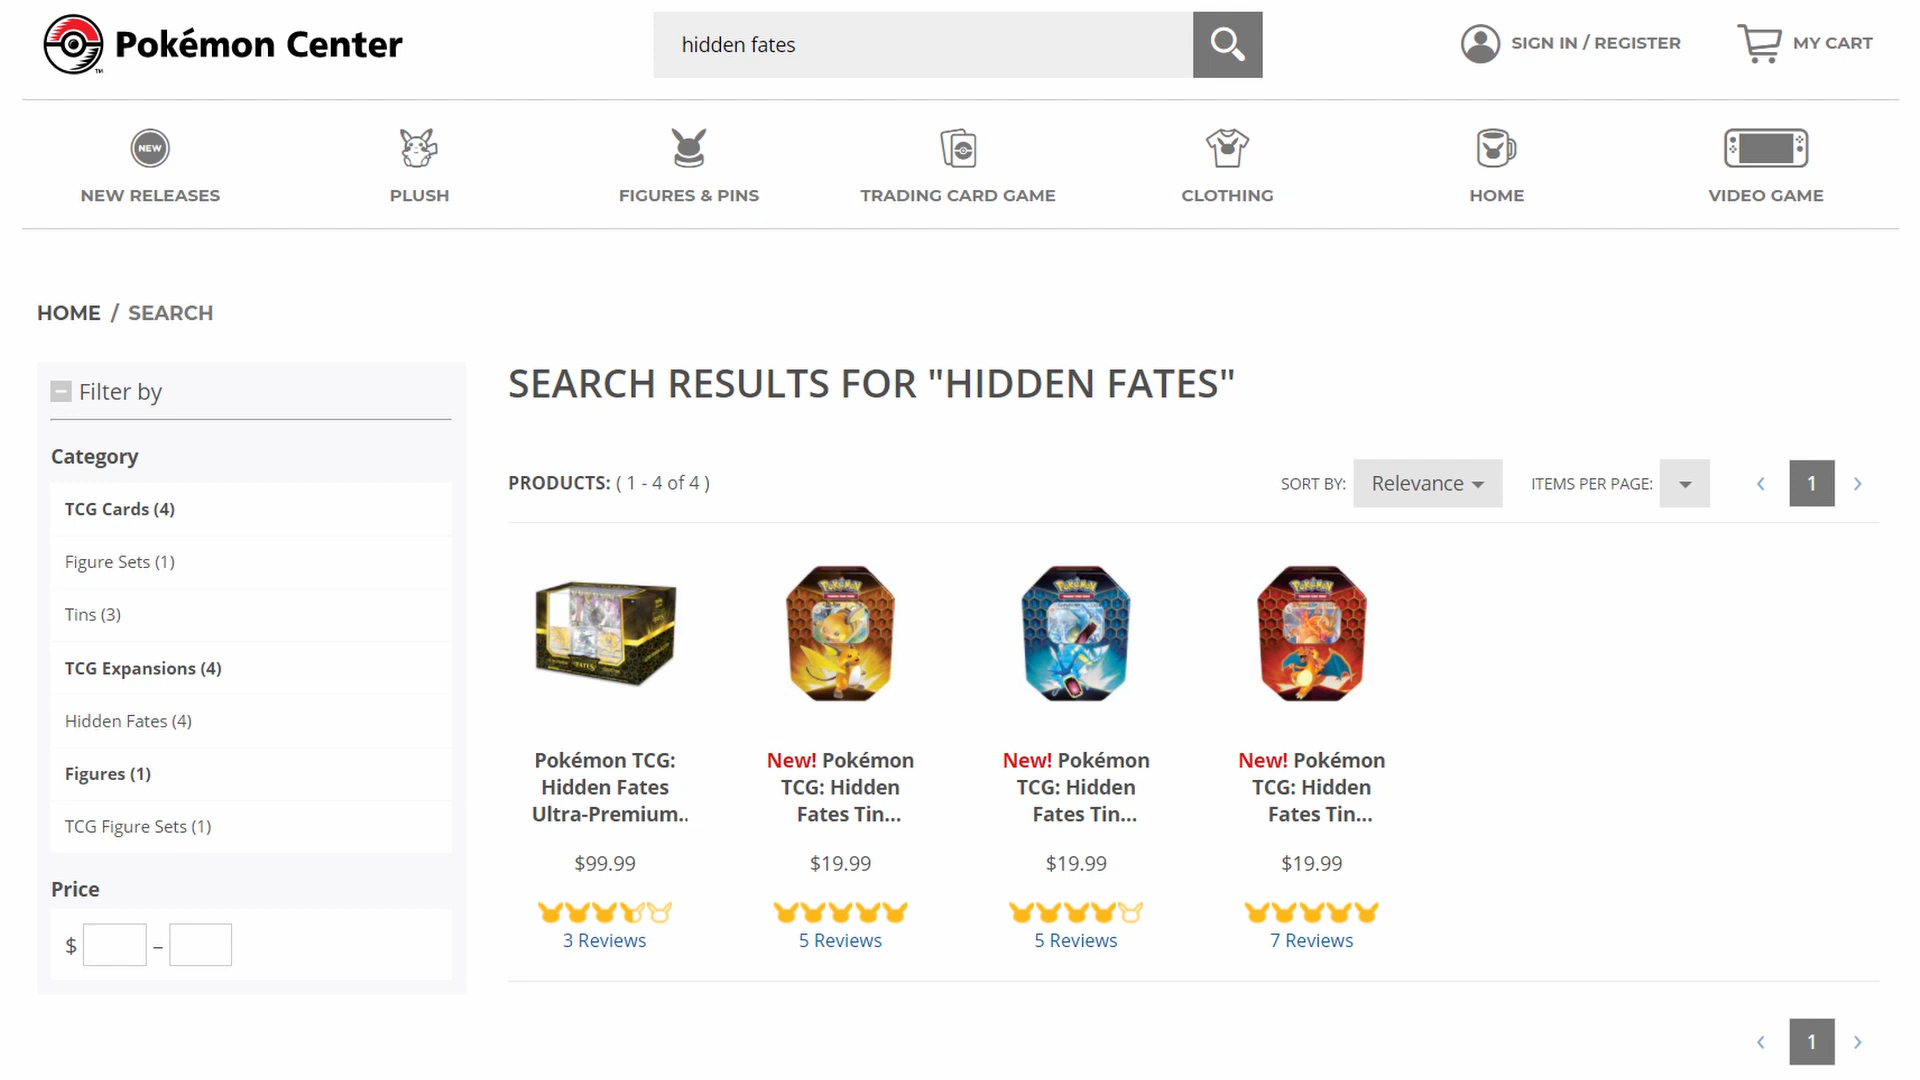 Pokémon Center
hidden fates
SIGN IN / REGISTER
MY CART
NEW
NEW RELEASES
PLUSH
FIGURES & PINS
TRADING CARD GAME
CLOTHING
HOME
VIDEO GAME
HOME / SEARCH
Filter by
Category
TCG Cards (4)
Figure Sets (1)
Tins (3)
TCG Expansions (4)
Hidden Fates (4)
Figures (1)
TCG Figure Sets (1)
Price
$ –
SEARCH RESULTS FOR "HIDDEN FATES"
PRODUCTS: ( 1 - 4 of 4 )
SORT BY: Relevance
ITEMS PER PAGE:
‹ 1 ›
Pokémon TCG:
Hidden Fates
Ultra-Premium..
$99.99
3 Reviews
New! Pokémon
TCG: Hidden
Fates Tin...
$19.99
5 Reviews
New! Pokémon
TCG: Hidden
Fates Tin...
$19.99
5 Reviews
New! Pokémon
TCG: Hidden
Fates Tin...
$19.99
7 Reviews
‹ 1 ›